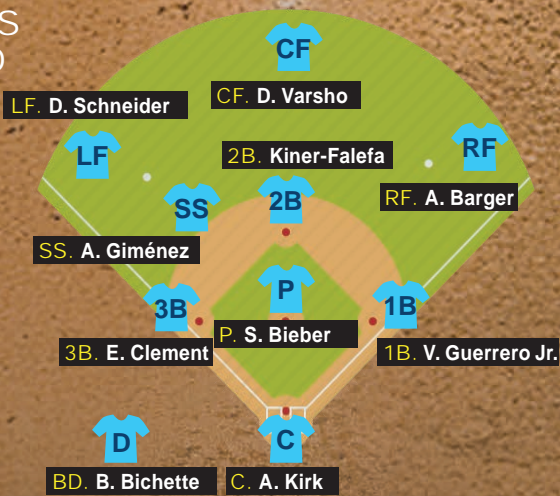 S
CF
LF. D. Schneider
CF. D. Varsho
LF
2B. Kiner-Falefa
RF
SS
2B
RF. A. Barger
SS. A. Giménez
3B
P
1B
3B. E. Clement
P. S. Bieber
1B. V. Guerrero Jr.
D
C
BD. B. Bichette
C. A. Kirk